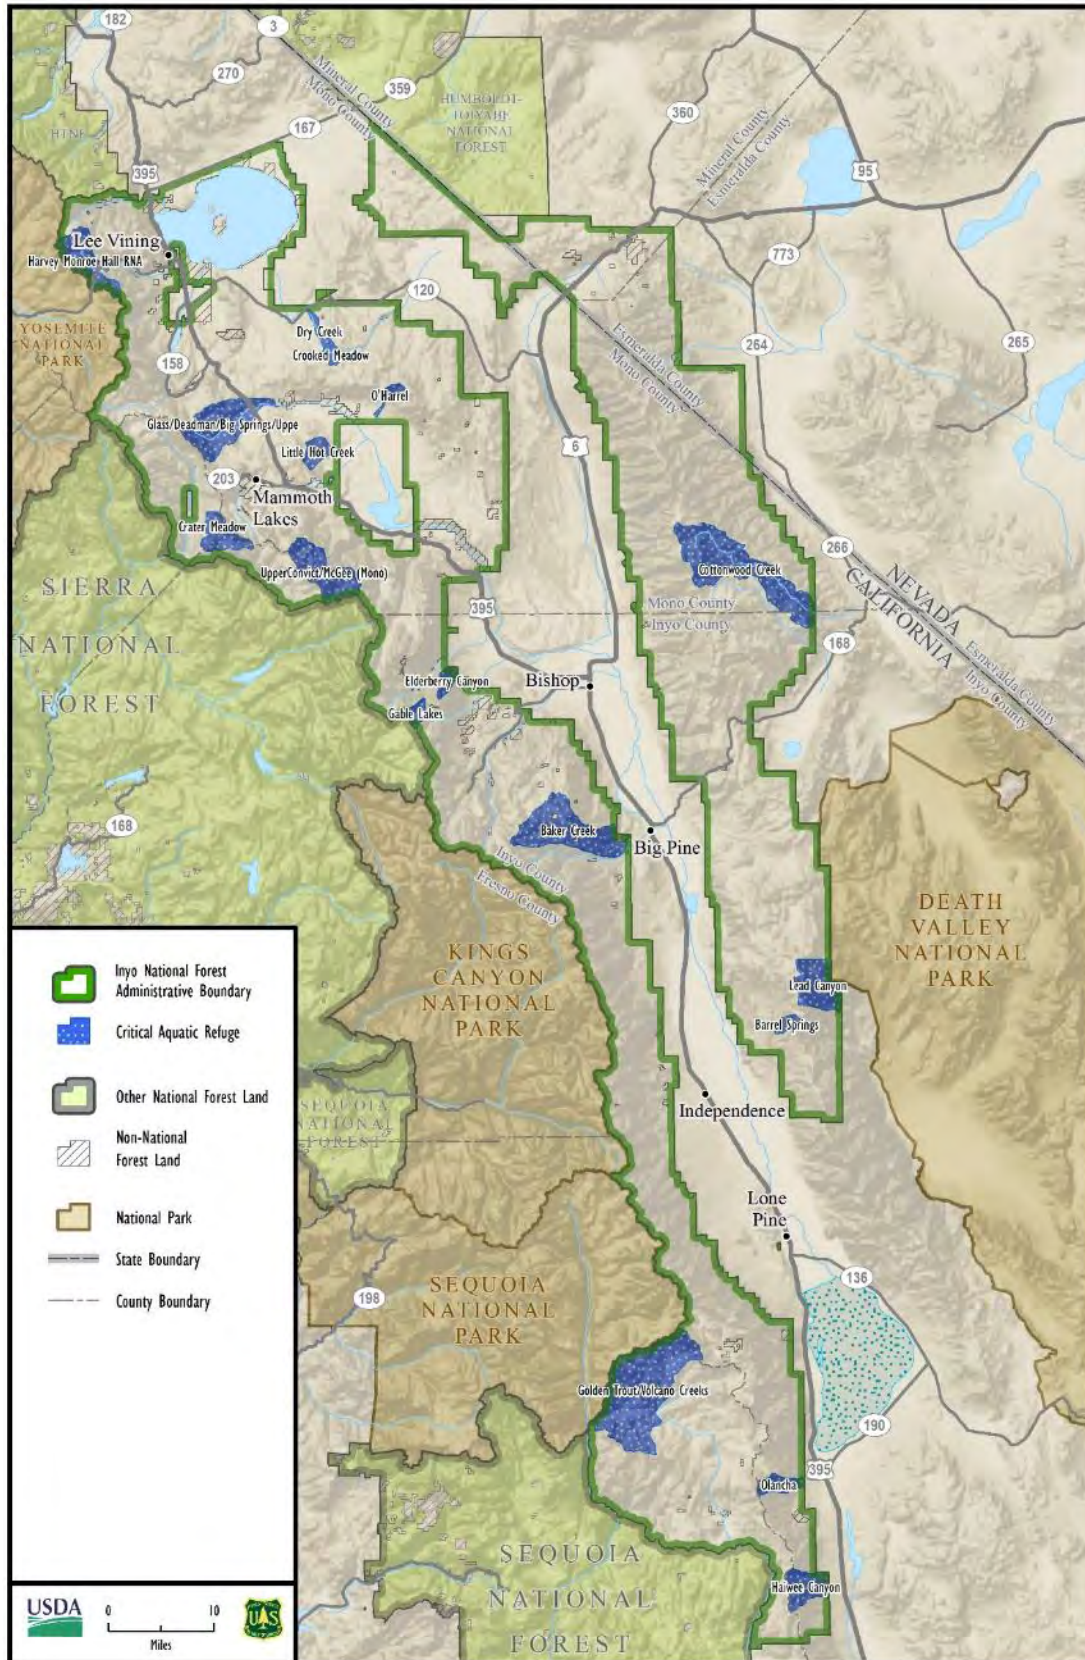 182
3
270
359
Mineral County
Mono County
HUMBOLDT-
TOIYABE
NATIONAL
FOREST
HTNF
167
360
Mineral County
Esmeralda County
395
95
Lee Vining
Harvey Monroe Hall RNA
773
120
YOSEMITE
NATIONAL
PARK
Dry Creek
Crooked Meadow
158
Esmeralda County
Mono County
264
265
O'Harrel
Glass/Deadman/Big Springs/Uppe
Little Hot Creek
6
203
Mammoth
Lakes
Crater Meadow
UpperConvict/McGee (Mono)
266
Cottonwood Creek
NEVADA
CALIFORNIA
SIERRA
NATIONAL
FOREST
395
Mono County
Inyo County
168
Esmeralda County
Inyo County
Elderberry Canyon
Bishop
Gable Lakes
168
Baker Creek
Big Pine
Inyo County
Fresno County
DEATH
VALLEY
NATIONAL
PARK
KINGS
CANYON
NATIONAL
PARK
Lead Canyon
Barrel Springs
Independence
SEQUOIA
NATIONAL
FOREST
Lone
Pine
136
SEQUOIA
NATIONAL
PARK
198
Golden Trout/Volcano Creeks
190
395
Olancha
SEQUOIA
NATIONAL
FOREST
Haiwee Canyon
Inyo National Forest
Administrative Boundary
Critical Aquatic Refuge
Other National Forest Land
Non-National
Forest Land
National Park
State Boundary
County Boundary
USDA
0 10
Miles
U S